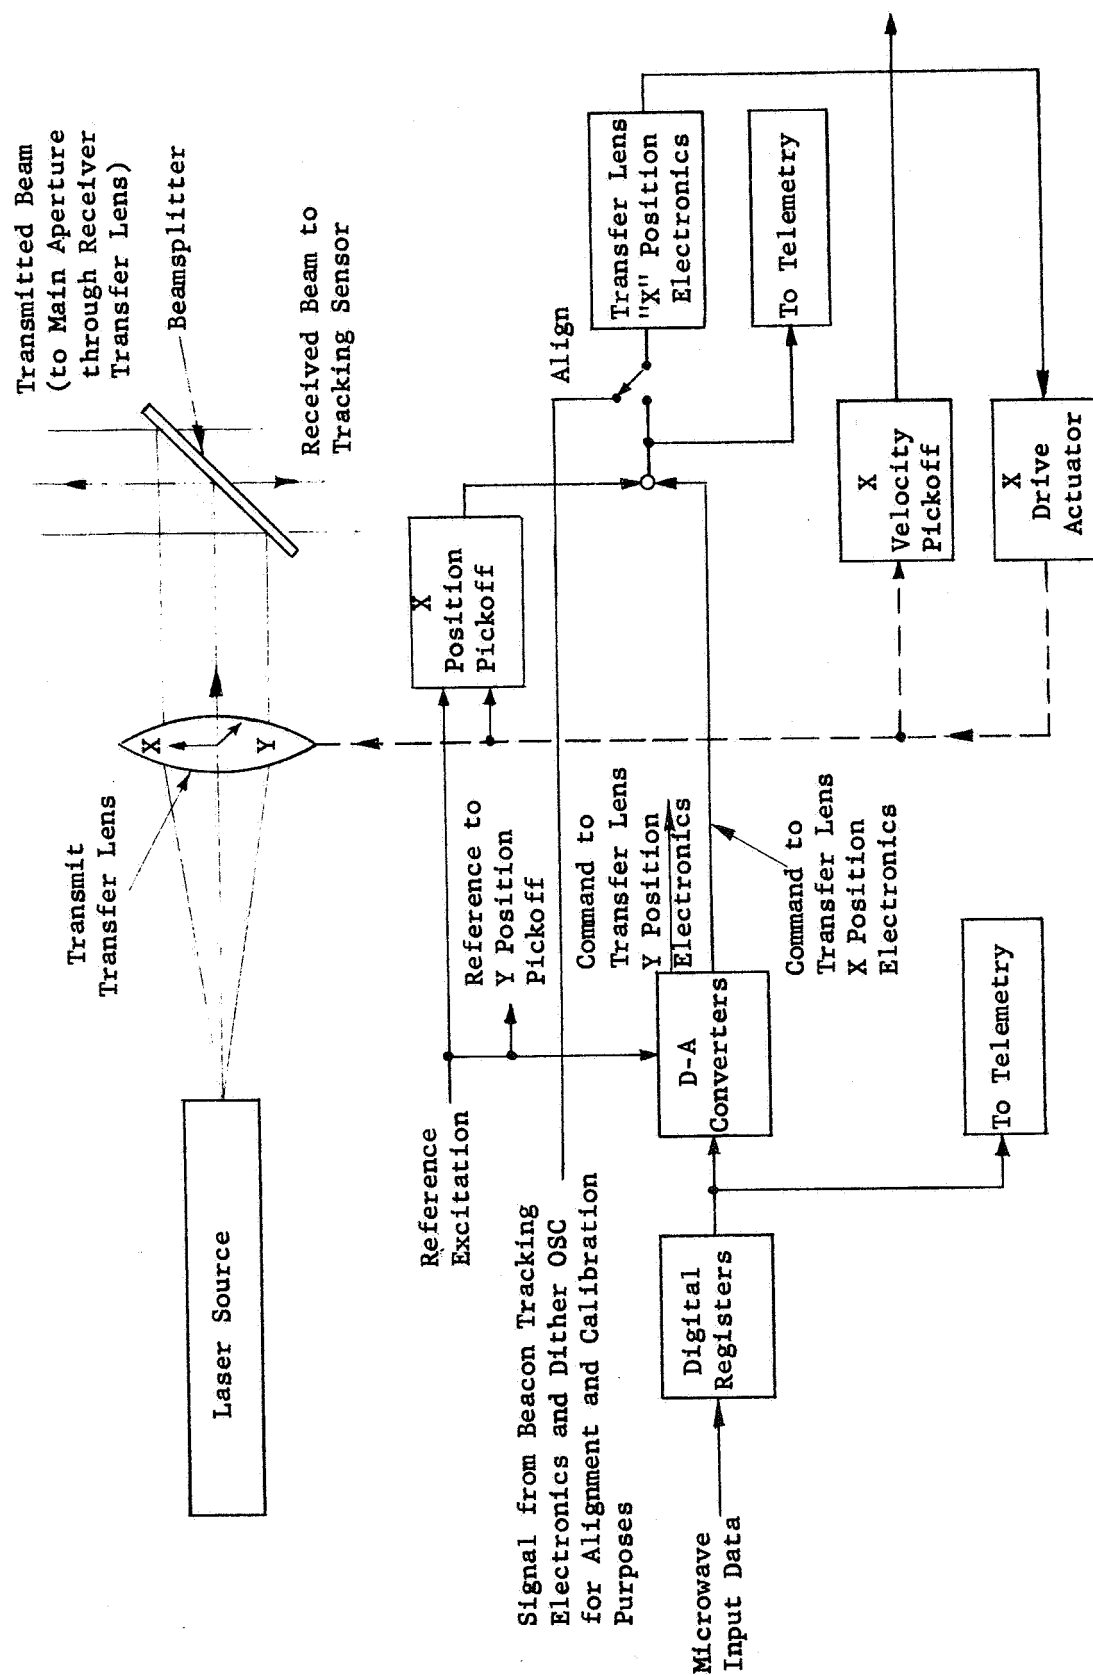 Transmitted Beam
(to Main Aperture
through Receiver
Transfer Lens)
Beamsplitter
Received Beam to
Tracking Sensor
Transmit
Transfer Lens
X
Y
Laser Source
Reference
Excitation
Reference to
Y Position
Pickoff
X
Position
Pickoff
Signal from Beacon Tracking
Electronics and Dither OSC
for Alignment and Calibration
Purposes
Align
Command to
Transfer Lens
Y Position
Electronics
Transfer Lens
"X" Position
Electronics
To Telemetry
Microwave
Input Data
Digital
Registers
D-A
Converters
Command to
Transfer Lens
X Position
Electronics
X
Velocity
Pickoff
To Telemetry
X
Drive
Actuator